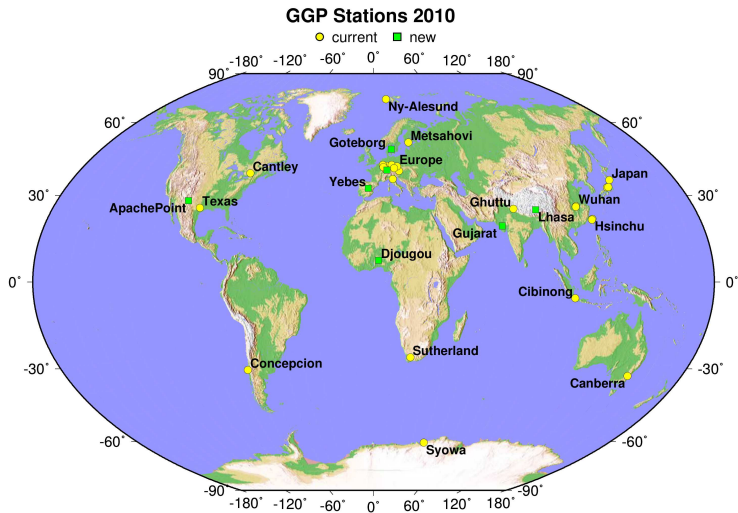 GGP Stations 2010
current new
-180˚ -120˚ -60˚ 0˚ 60˚ 120˚ 180˚
90˚ 90˚
Ny-Alesund
60˚ 60˚
Goteborg Metsahovi
Cantley Europe
Yebes Japan
30˚ 30˚
ApachePoint Texas Ghuttu Wuhan
Lhasa
Gujarat Hsinchu
Djougou
0˚ 0˚
Cibinong
Sutherland
-30˚ Concepcion -30˚
Canberra
-60˚ -60˚
Syowa
-90˚ -90˚
-180˚ -120˚ -60˚ 0˚ 60˚ 120˚ 180˚